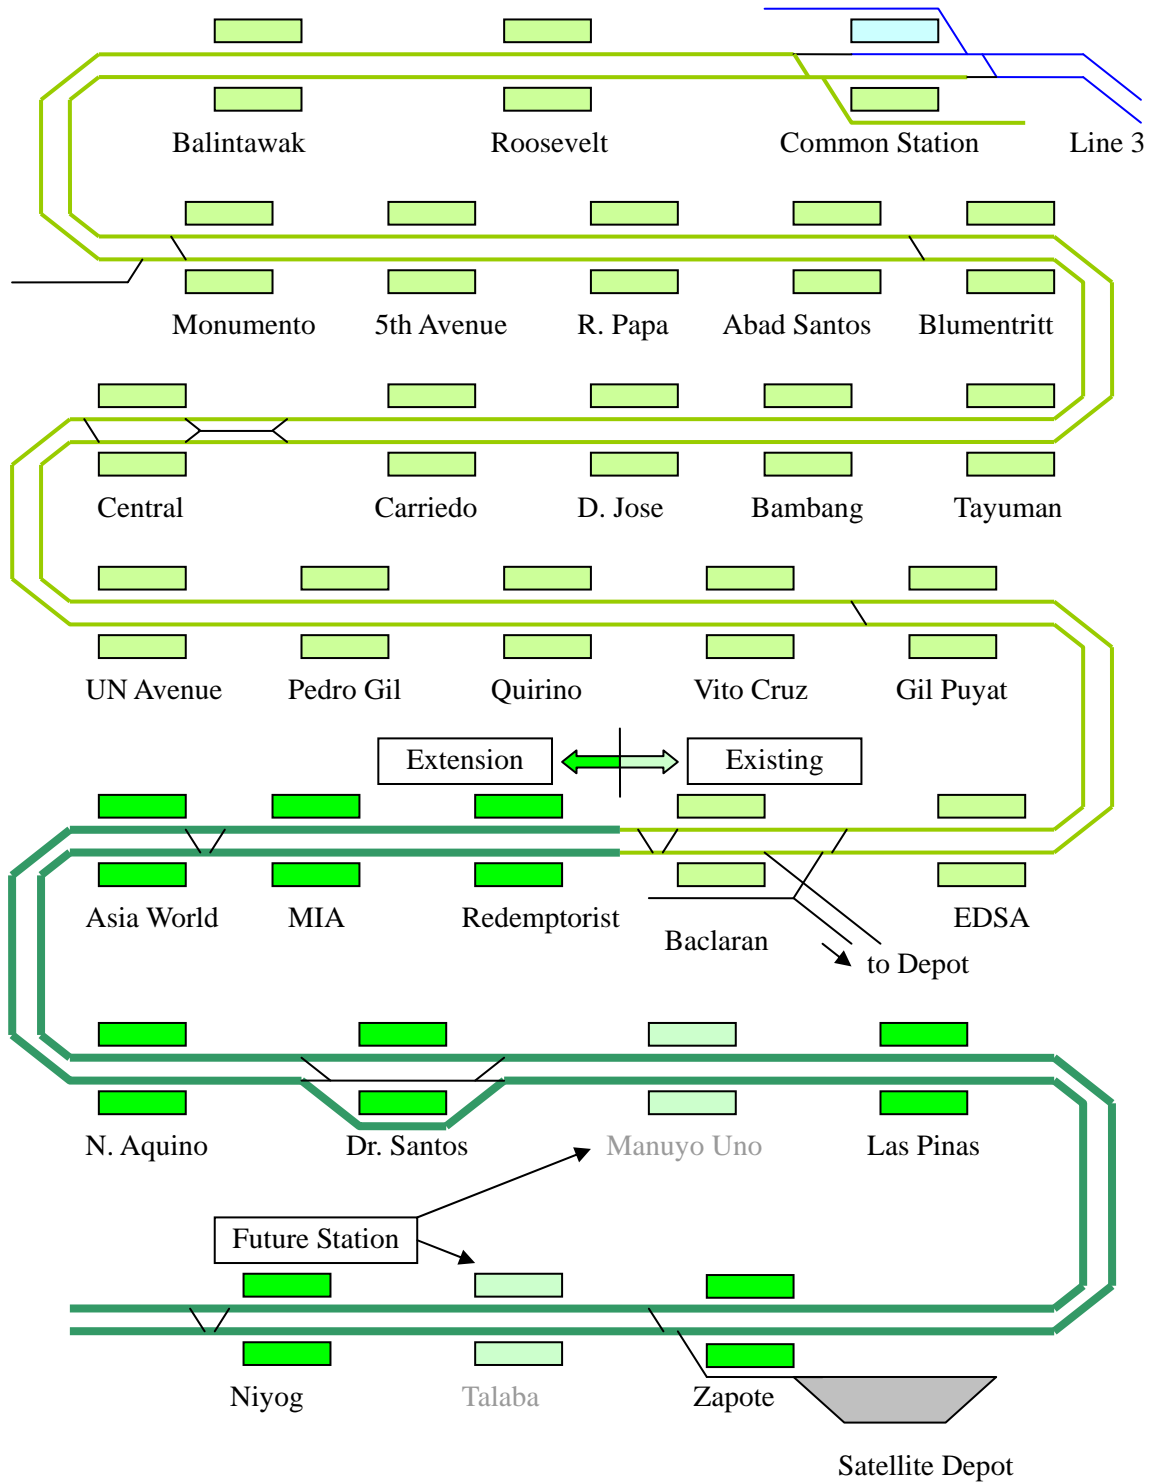 Balintawak
Roosevelt
Common Station
Line 3
Monumento
5th Avenue
R. Papa
Abad Santos
Blumentritt
Central
Carriedo
D. Jose
Bambang
Tayuman
UN Avenue
Pedro Gil
Quirino
Vito Cruz
Gil Puyat
Extension
Existing
Asia World
MIA
Redemptorist
Baclaran
EDSA
to Depot
N. Aquino
Dr. Santos
Manuyo Uno
Las Pinas
Future Station
Niyog
Talaba
Zapote
Satellite Depot